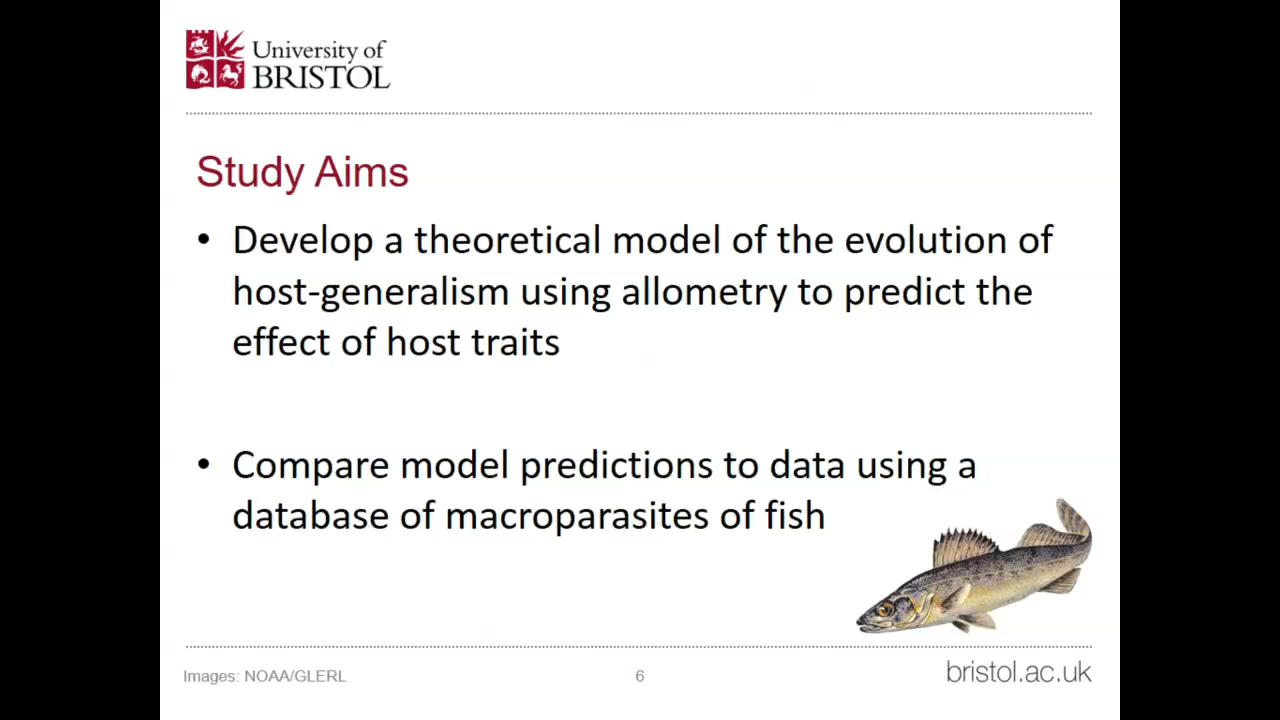 University of
BRISTOL
Study Aims
• Develop a theoretical model of the evolution of
host-generalism using allometry to predict the
effect of host traits
• Compare model predictions to data using a
database of macroparasites of fish
Images: NOAA/GLERL
6
bristol.ac.uk